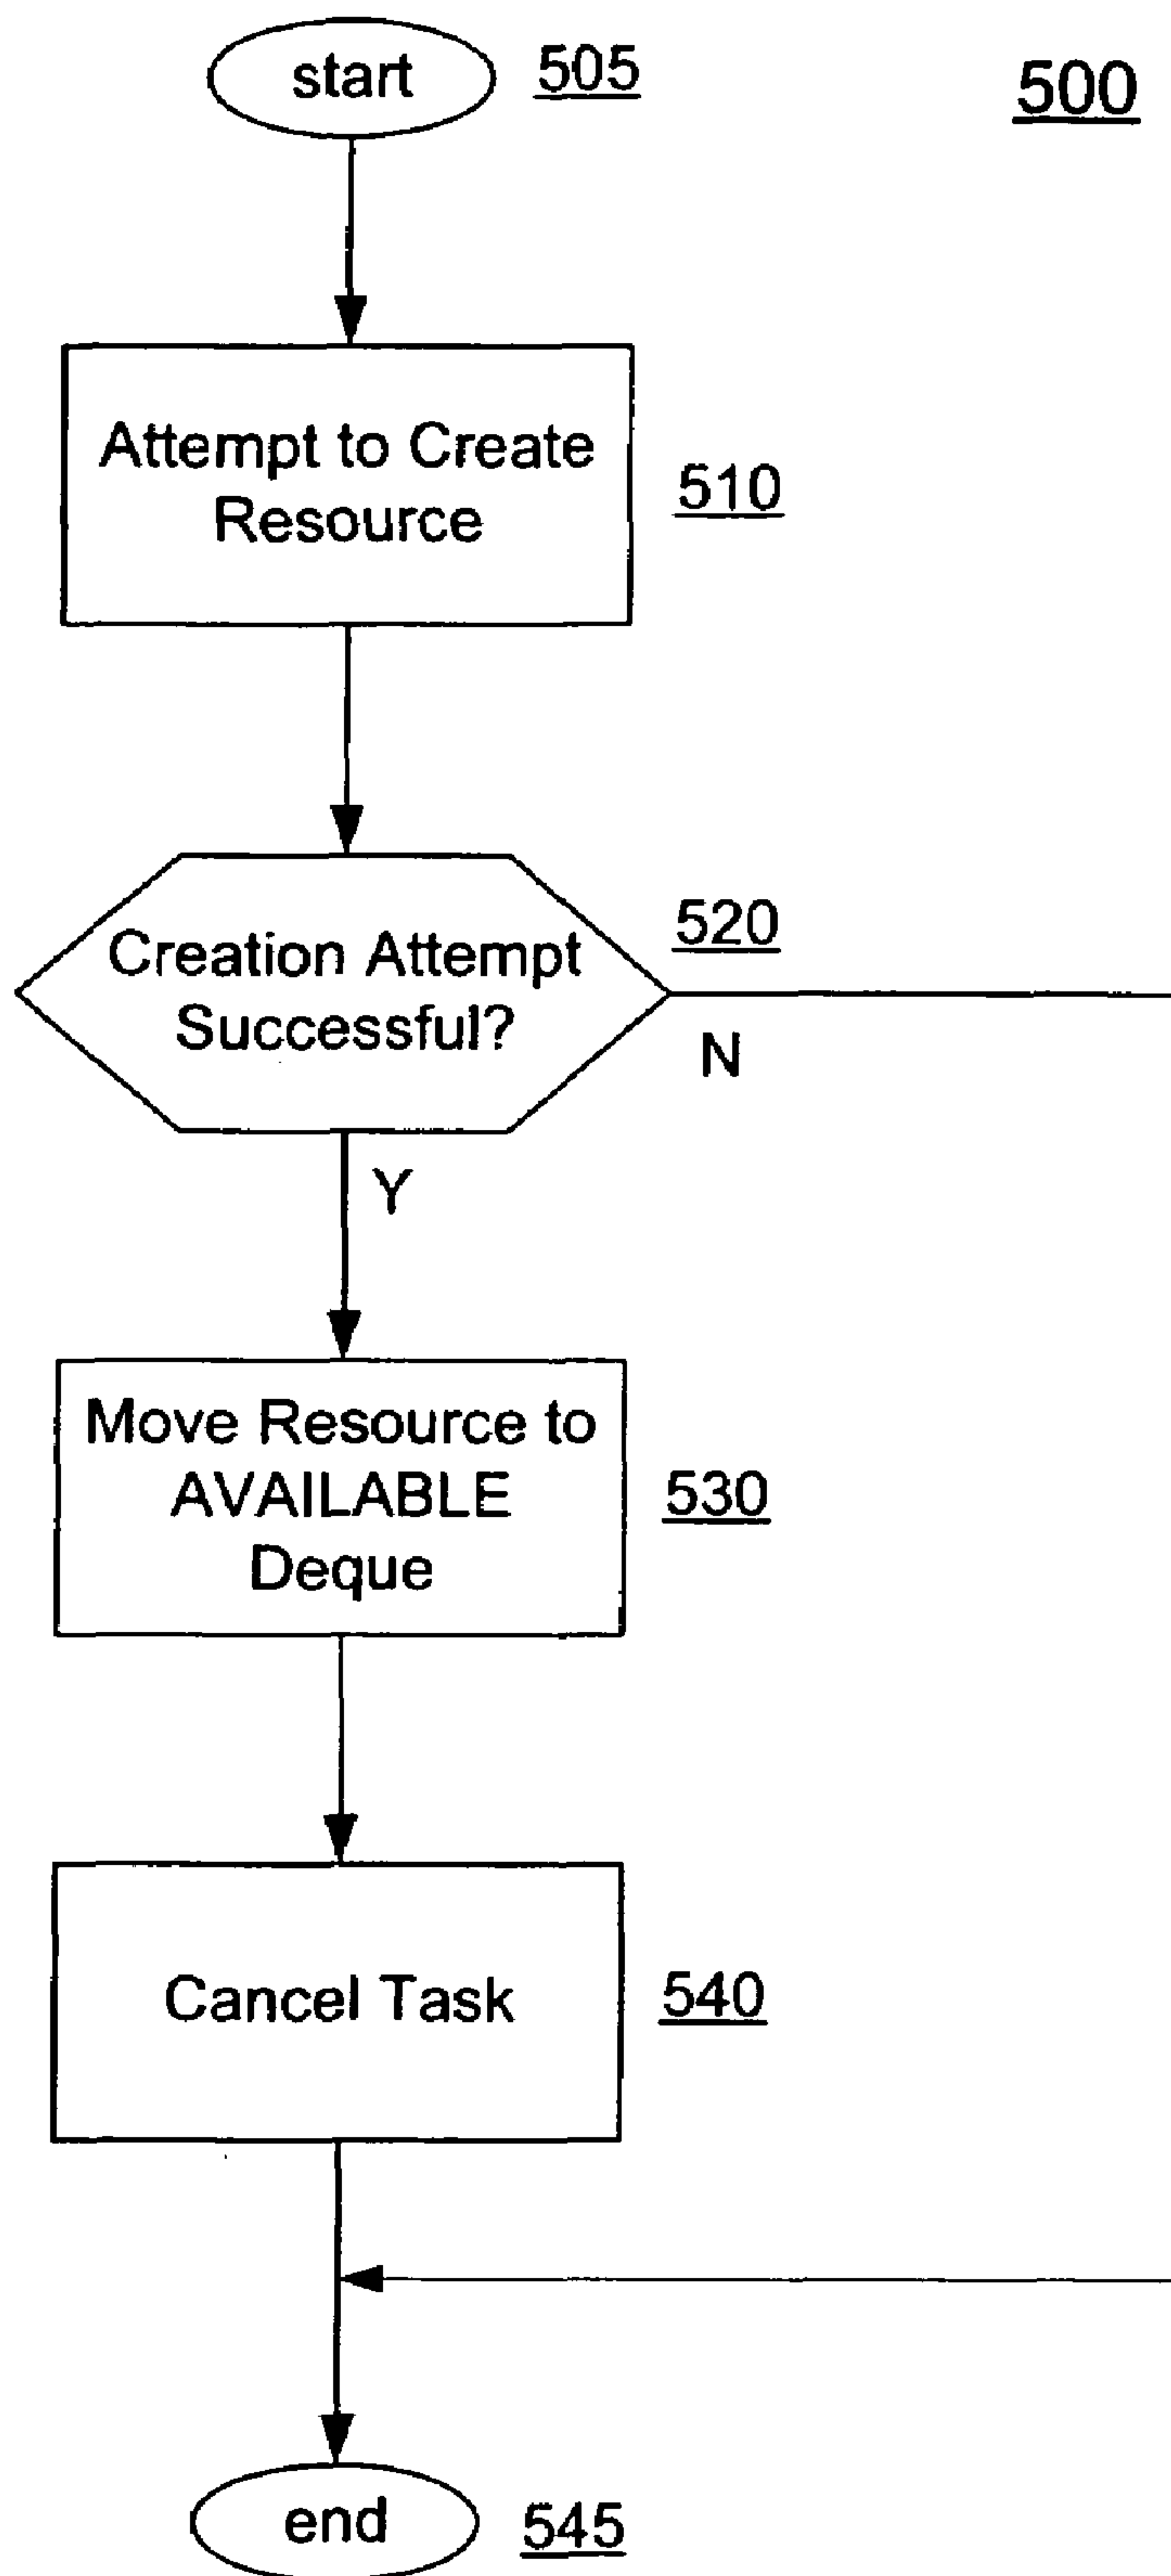 start
505
500
Attempt to Create
Resource
510
Creation Attempt
Successful?
520
N
Y
Move Resource to
AVAILABLE
Deque
530
Cancel Task
540
end
545